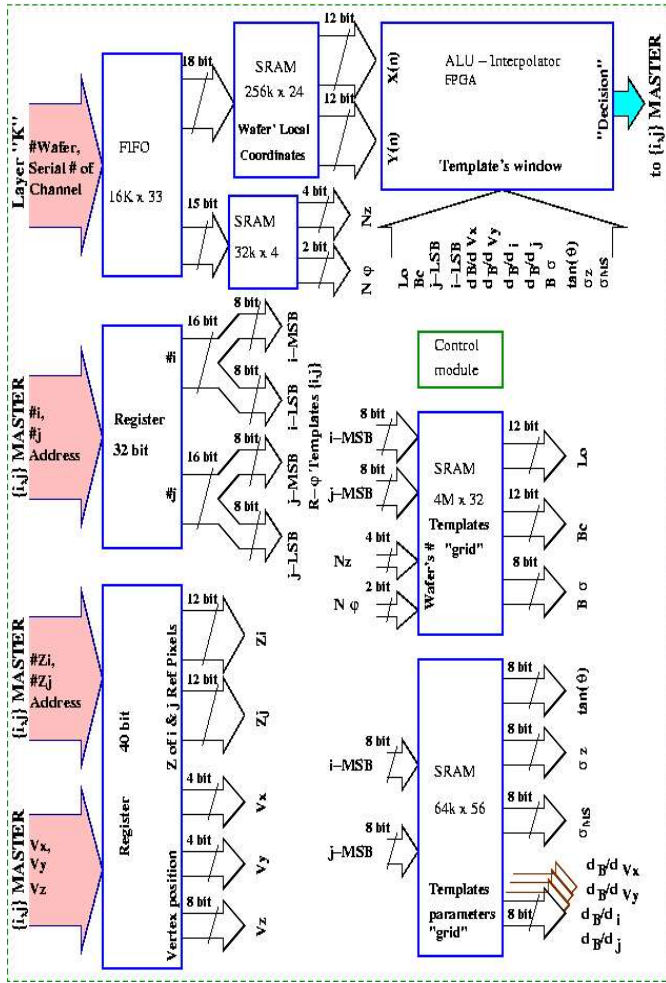 Layer "K"
#Wafer,
Serial # of
Channel
FIFO
16K x 33
18 bit
15 bit
SRAM
256k x 24
Wafer' Local
Coordinates
12 bit
12 bit
SRAM
32k x 4
4 bit
2 bit
Nz
N φ
X(n)
Y(n)
ALU – Interpolator
FPGA
Template's window
"Decision"
to {i,j} MASTER
Lo
Bc
j–LSB
i–LSB
d B/d Vx
d B/d Vy
d B/d i
d B/d j
B σ
tan(θ)
σ z
σ MS
{i,j} MASTER
#i,
#j
Address
Register
32 bit
#i
#j
16 bit
16 bit
8 bit
8 bit
8 bit
8 bit
i–MSB
i–LSB
j–MSB
j–LSB
R–φ Templates {i,j}
Control
module
8 bit
i–MSB
8 bit
j–MSB
4 bit
Nz
2 bit
N φ
SRAM
4M x 32
Templates
"grid"
Wafer's #
12 bit
12 bit
8 bit
Lo
Bc
B σ
{i,j} MASTER
#Zi,
#Zj
Address
{i,j} MASTER
Vx,
Vy
Vz
40 bit
Register
Z of i & j Ref Pixels
Vertex position
12 bit
12 bit
4 bit
4 bit
8 bit
Zi
Zj
Vx
Vy
Vz
8 bit
i–MSB
8 bit
j–MSB
SRAM
64k x 56
Templates
parameters
"grid"
8 bit
8 bit
8 bit
8 bit
tan(θ)
σ z
σ MS
d B/d Vx
d B/d Vy
d B/d i
d B/d j